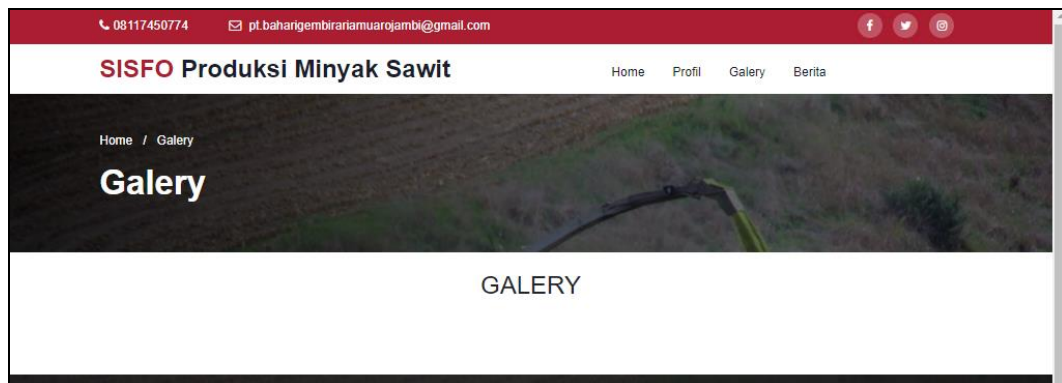 08117450774 pt.baharigembirariamuarojambi@gmail.com
SISFO Produksi Minyak Sawit Home Profil Galery Berita
Home / Galery
Galery
GALERY